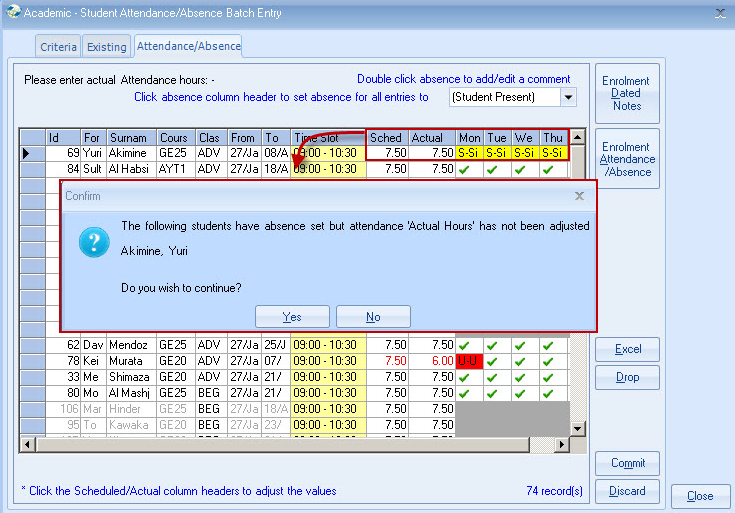 Academic - Student Attendance/Absence Batch Entry
Criteria Existing Attendance/Absence
Please enter actual Attendance hours: -
Double click absence to add/edit a comment
Click absence column header to set absence for all entries to (Student Present)
Enrolment
Dated
Notes
Enrolment
Attendance
/Absence
Id For Surnam Cours Clas From To Time Slot Sched Actual Mon Tue We Thu
69 Yuri Akimine GE25 ADV 27/Ja 08/A 09:00 - 10:30 7.50 7.50 S-Si S-Si S-Si S-Si
84 Sult Al Habsi AYT1 ADV 27/Ja 18/A 09:00 - 10:30 7.50 7.50
Confirm
The following students have absence set but attendance 'Actual Hours' has not been adjusted
Akimine, Yuri
Do you wish to continue?
Yes No
62 Dav Mendoz GE25 ADV 27/Ja 25/J 09:00 - 10:30 7.50 7.50
78 Kei Murata GE20 ADV 27/Ja 07/ 09:00 - 10:30 7.50 6.00 U-U
33 Me Shimaza GE20 ADV 27/Ja 21/ 09:00 - 10:30 7.50 7.50
80 Mo Al Mashj GE25 BEG 27/Ja 21/ 09:00 - 10:30 7.50 7.50
106 Mar Hinder GE25 BEG 27/Ja 18/A 09:00 - 10:30 7.50 7.50
95 To Kawaka GE20 BEG 27/Ja 23/ 09:00 - 10:30 7.50 7.50
Excel
Drop
Commit
Discard
Close
* Click the Scheduled/Actual column headers to adjust the values
74 record(s)